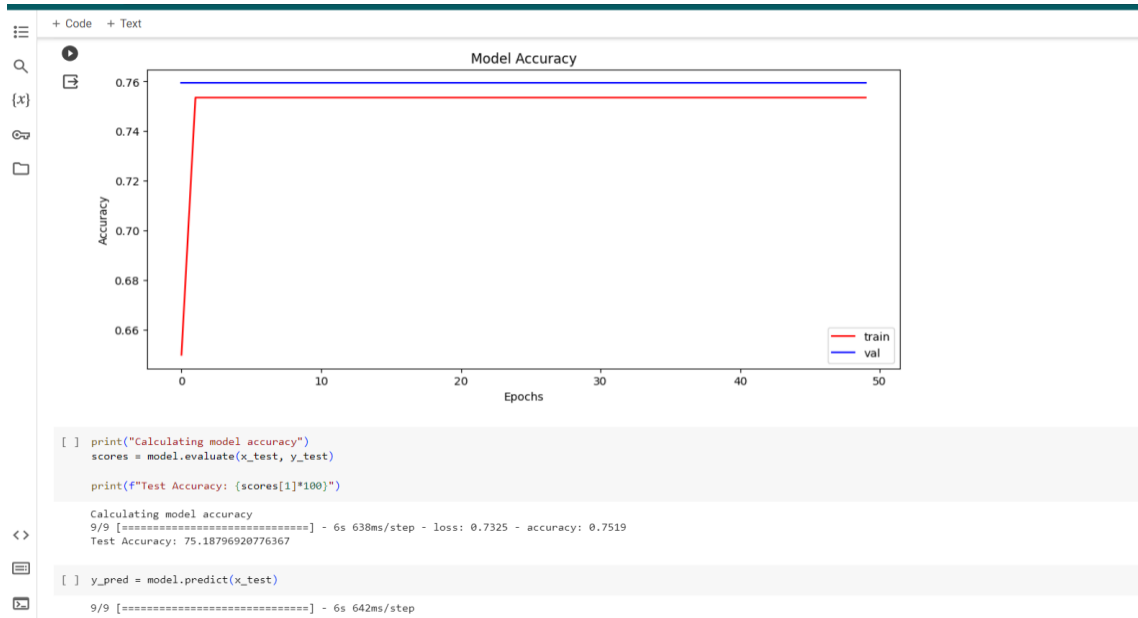 + Code + Text
{x}
Model Accuracy
0.76
0.74
0.72
0.70
0.68
0.66
Accuracy
train
val
0 10 20 30 40 50
Epochs
[ ] print("Calculating model accuracy")
scores = model.evaluate(x_test, y_test)
print(f"Test Accuracy: {scores[1]*100}")
Calculating model accuracy
9/9 [==============================] - 6s 638ms/step - loss: 0.7325 - accuracy: 0.7519
Test Accuracy: 75.18796920776367
[ ] y_pred = model.predict(x_test)
9/9 [==============================] - 6s 642ms/step